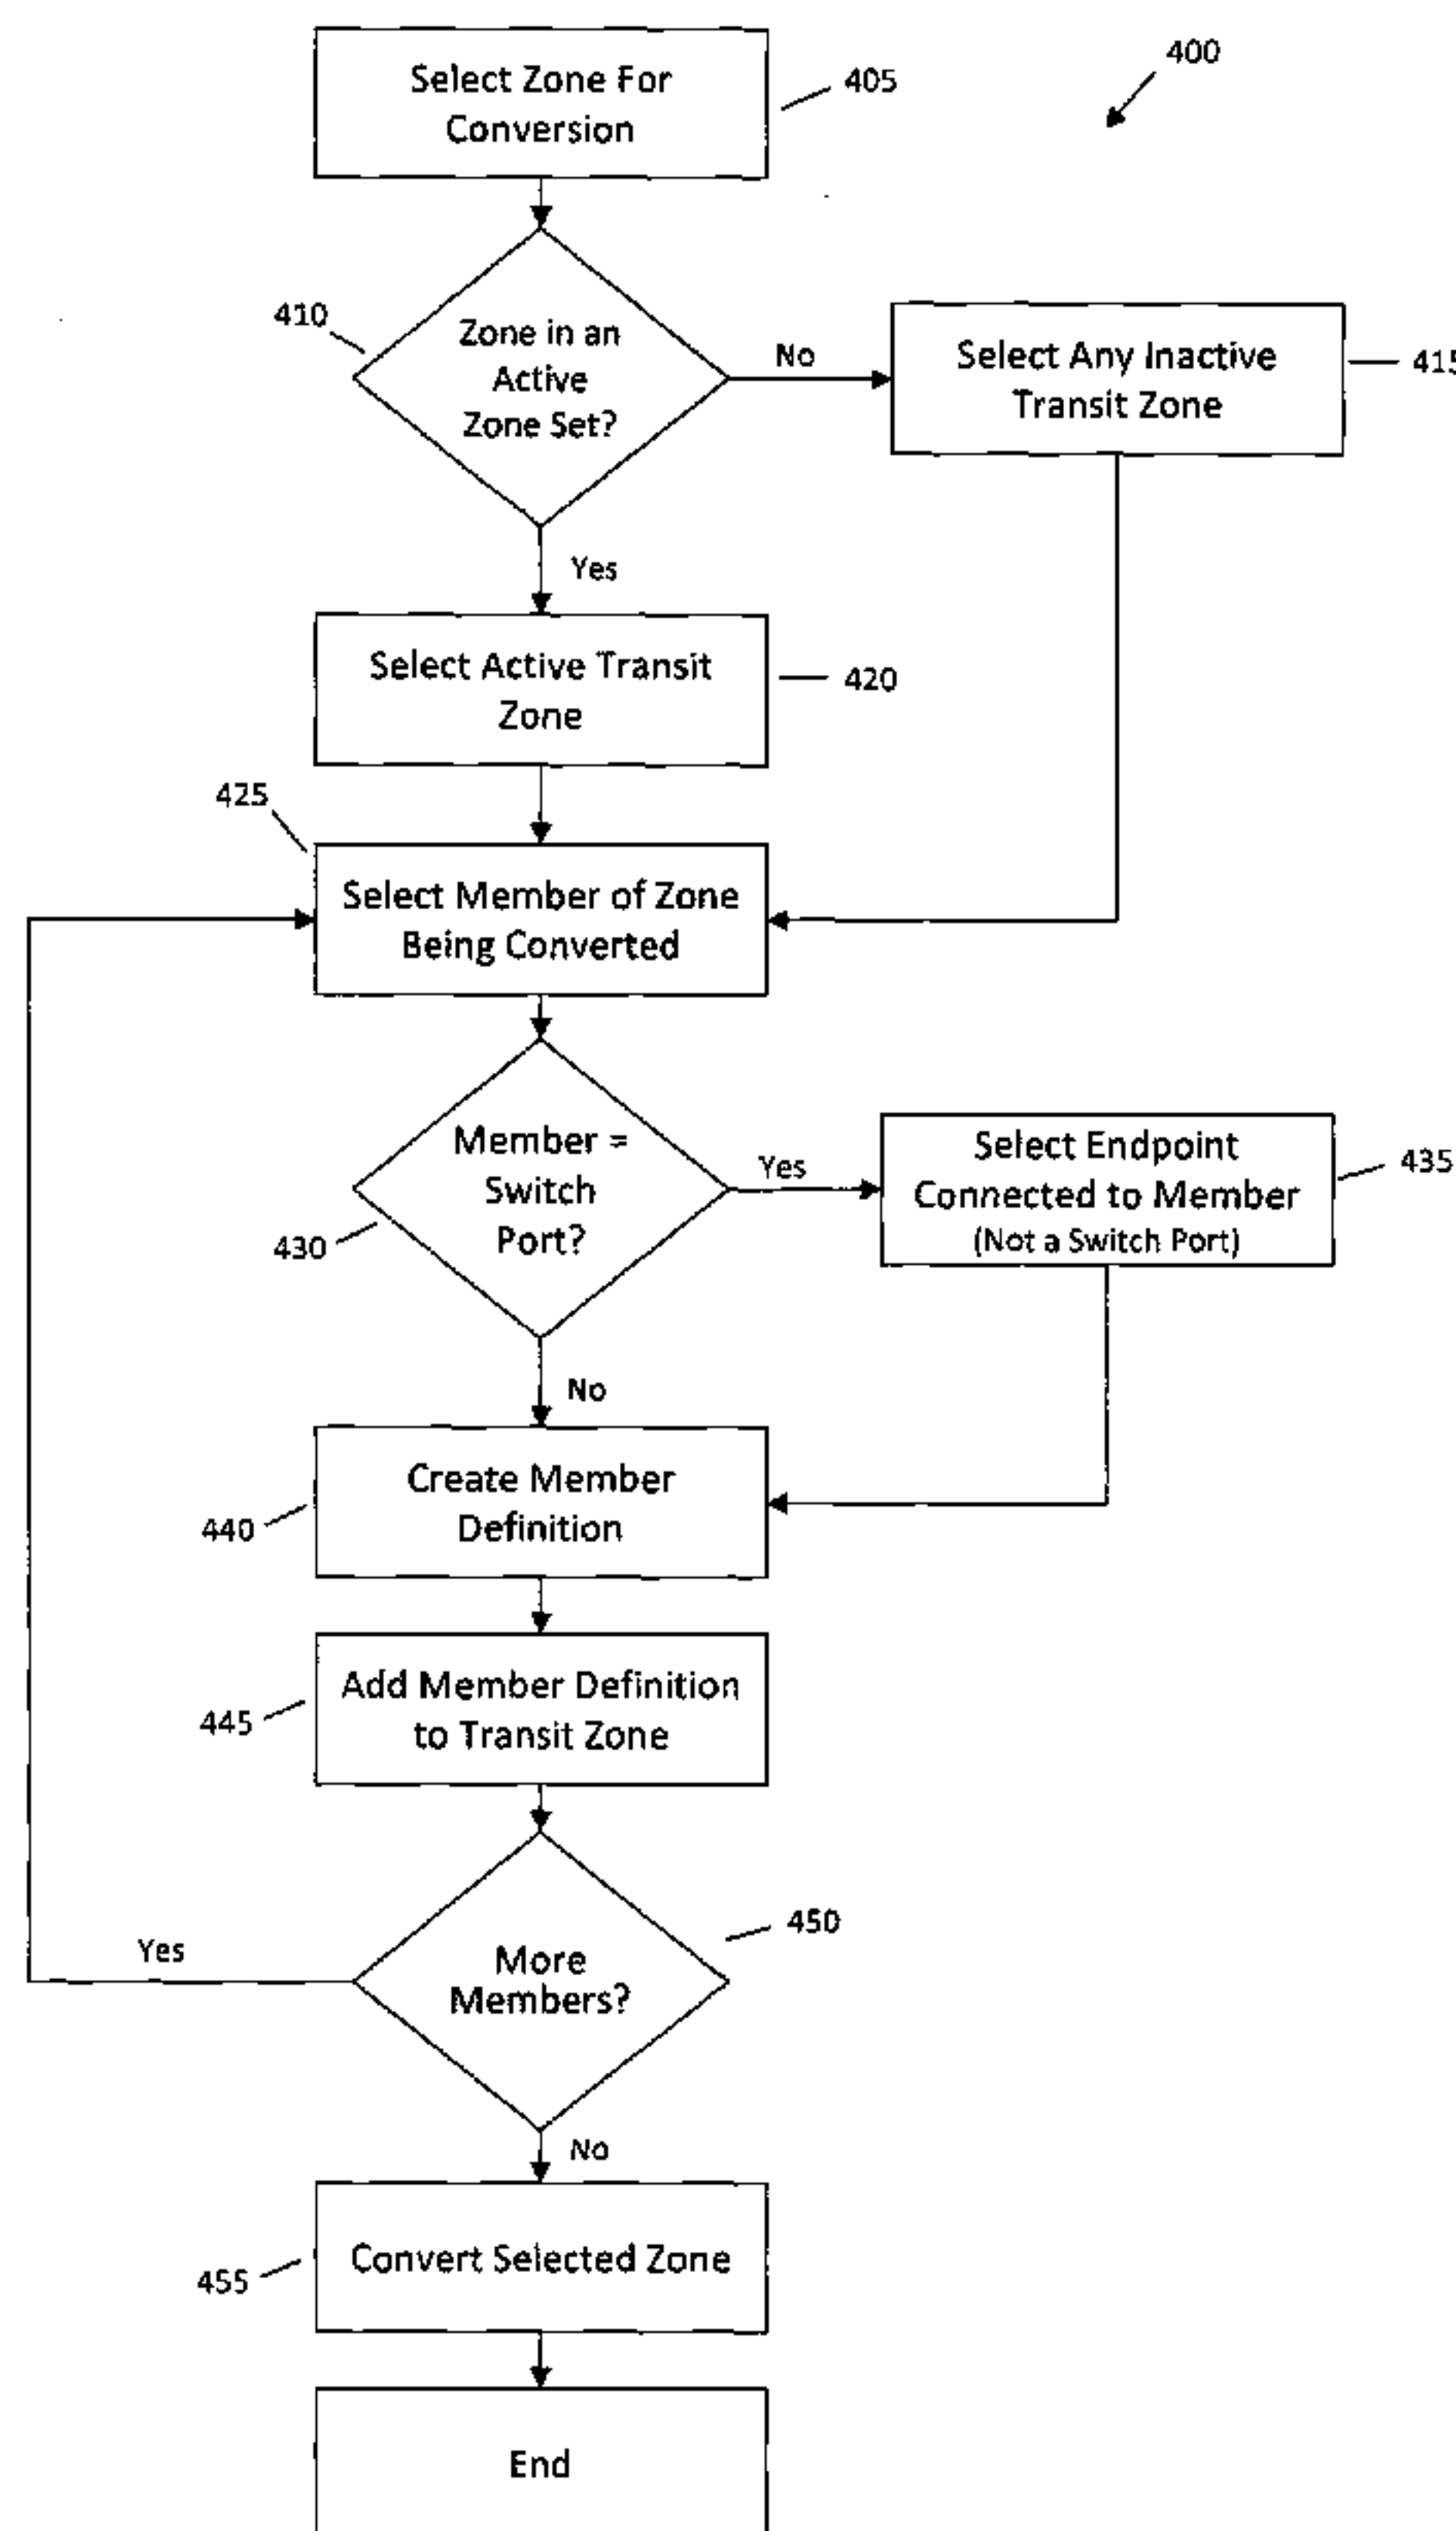 Select Zone For
Conversion
405
400
410
Zone in an
Active
Zone Set?
No
Select Any Inactive
Transit Zone
415
Yes
Select Active Transit
Zone
420
425
Select Member of Zone
Being Converted
Member =
Switch
Port?
430
Yes
Select Endpoint
Connected to Member
(Not a Switch Port)
435
No
Create Member
Definition
440
Add Member Definition
to Transit Zone
445
450
More
Members?
Yes
No
Convert Selected Zone
455
End